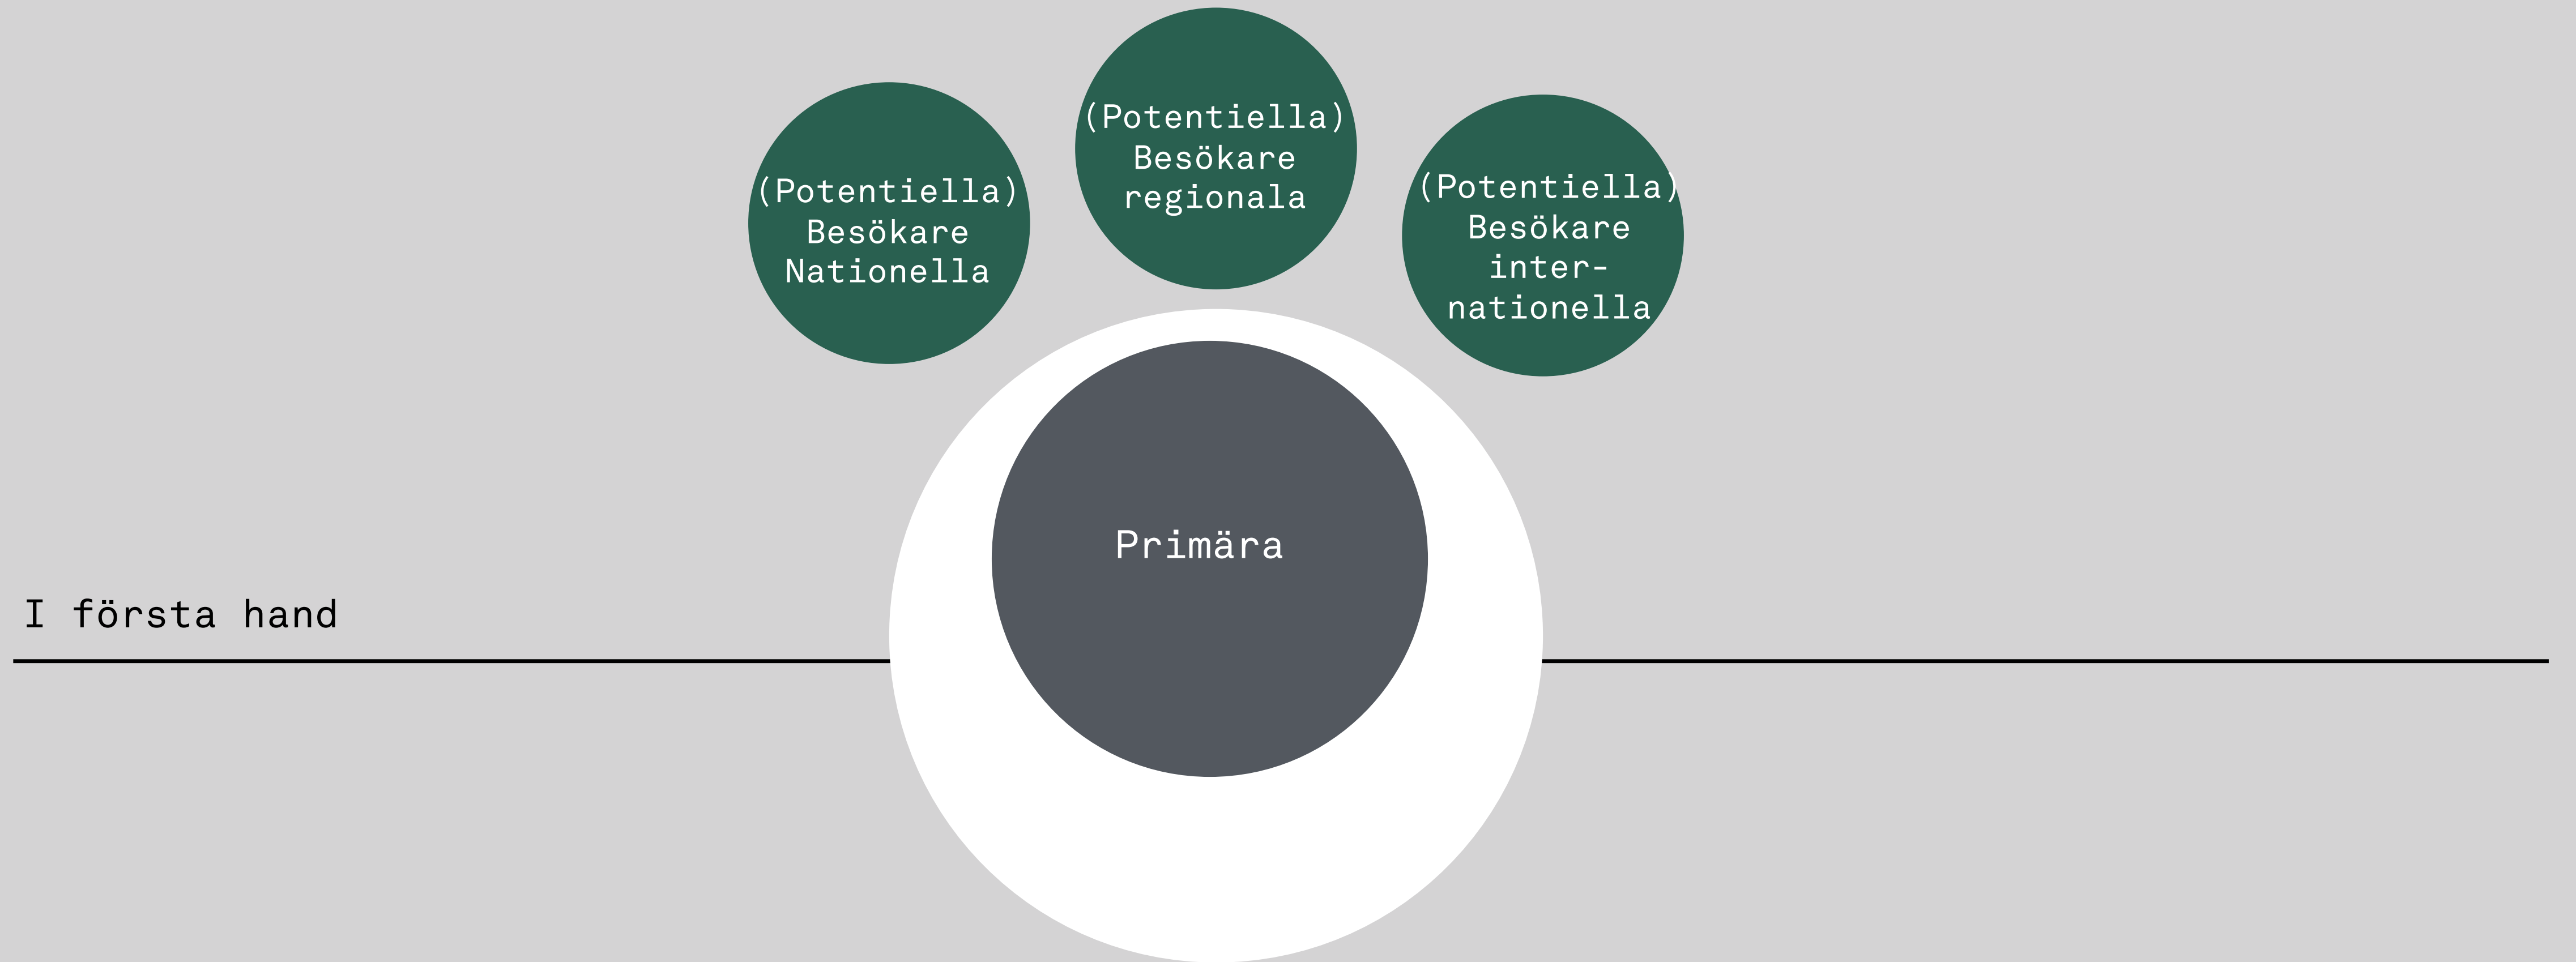 (Potentiella)
Besökare
Nationella
(Potentiella)
Besökare
regionala
(Potentiella)
Besökare
inter-
nationella
Primära
I första hand